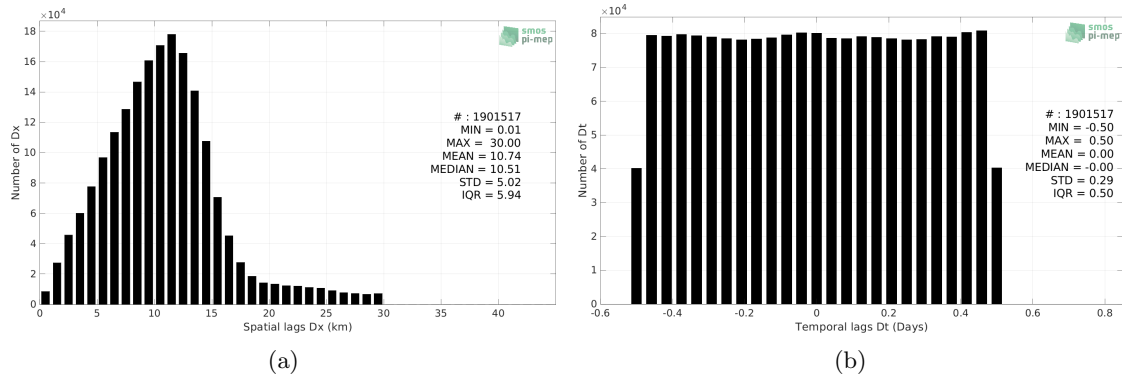 ×10⁴
18
16
14
12
10
8
6
4
2
0
Number of Dx
smos
pi-mep
# : 1901517
MIN = 0.01
MAX = 30.00
MEAN = 10.74
MEDIAN = 10.51
STD = 5.02
IQR = 5.94
0 5 10 15 20 25 30 35 40
Spatial lags Dx (km)
(a)
×10⁴
8
7
6
5
4
3
2
1
0
Number of Dt
smos
pi-mep
# : 1901517
MIN = -0.50
MAX = 0.50
MEAN = 0.00
MEDIAN = -0.00
STD = 0.29
IQR = 0.50
-0.6 -0.4 -0.2 0 0.2 0.4 0.6 0.8
Temporal lags Dt (Days)
(b)